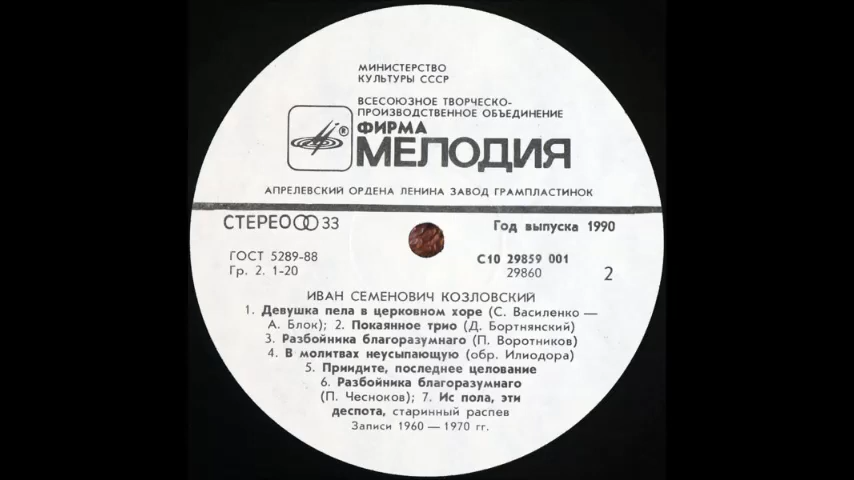 МИНИСТЕРСТВО
КУЛЬТУРЫ СССР
ВСЕСОЮЗНОЕ ТВОРЧЕСКО-
ПРОИЗВОДСТВЕННОЕ ОБЪЕДИНЕНИЕ
ФИРМА
®
МЕЛОДИЯ
АПРЕЛЕВСКИЙ ОРДЕНА ЛЕНИНА ЗАВОД ГРАМПЛАСТИНОК
СТЕРЕО 33
Год выпуска 1990
ГОСТ 5289-88
Гр. 2. 1-20
С10 29859 001
29860
2
ИВАН СЕМЕНОВИЧ КОЗЛОВСКИЙ
1. Девушка пела в церковном хоре (С. Василенко —
А. Блок); 2. Покаянное трио (Д. Бортнянский)
3. Разбойника благоразумнаго (П. Воротников)
4. В молитвах неусыпающую (обр. Илиодора)
5. Приидите, последнее целование
6. Разбойника благоразумнаго
(П. Чесноков); 7. Ис пола, эти
деспота, старинный распев
Записи 1960 — 1970 гг.